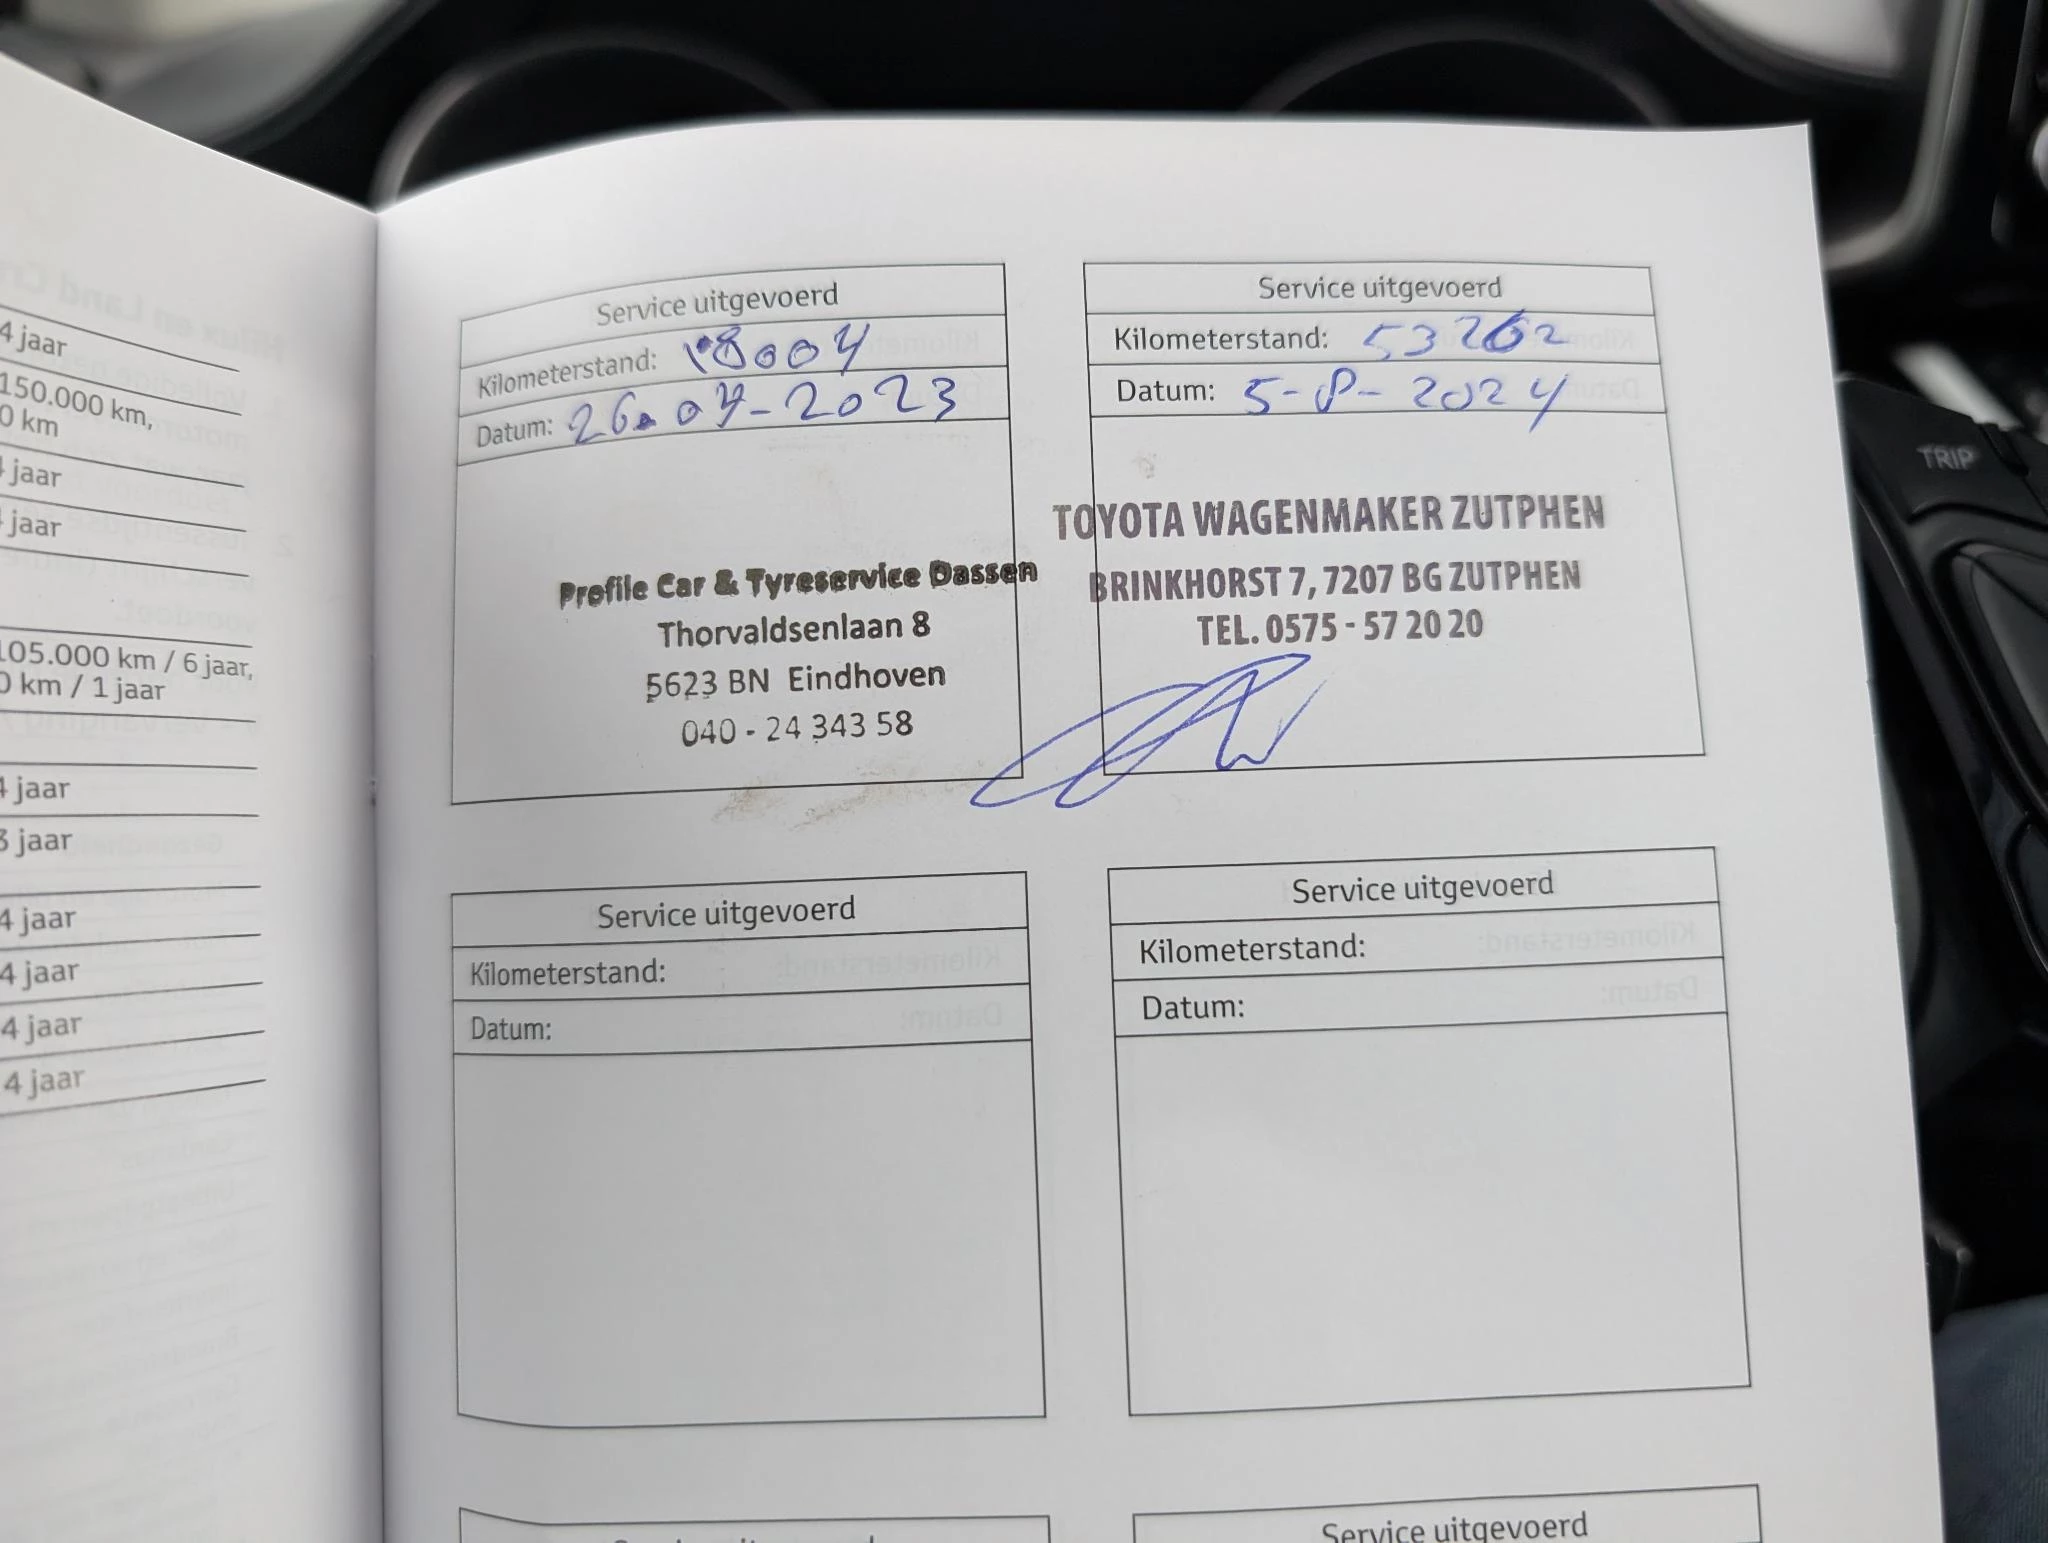 4 jaar
150.000 km,
0 km
jaar
jaar
105.000 km / 6 jaar,
0 km / 1 jaar
4 jaar
3 jaar
4 jaar
4 jaar
4 jaar
4 jaar
Service uitgevoerd
Kilometerstand: 18004
Datum: 26-07-2023
Profile Car & Tyreservice Dassen
Thorvaldsenlaan 8
5623 BN Eindhoven
040 - 24 343 58
Service uitgevoerd
Kilometerstand: 53262
Datum: 5-8-2024
TOYOTA WAGENMAKER ZUTPHEN
BRINKHORST 7, 7207 BG ZUTPHEN
TEL. 0575 - 57 20 20
Service uitgevoerd
Kilometerstand:
Datum:
Service uitgevoerd
Kilometerstand:
Datum:
Service uitgevoerd
TRIP